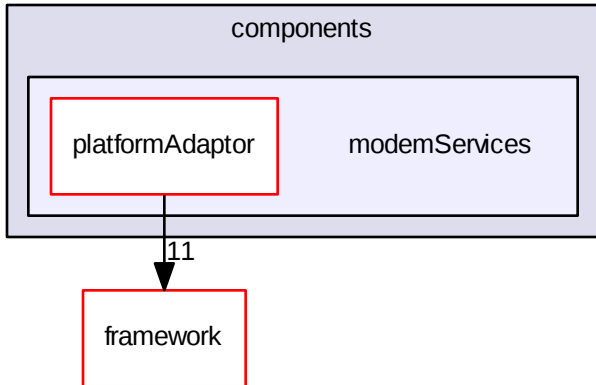 components
platformAdaptor
modemServices
11
framework